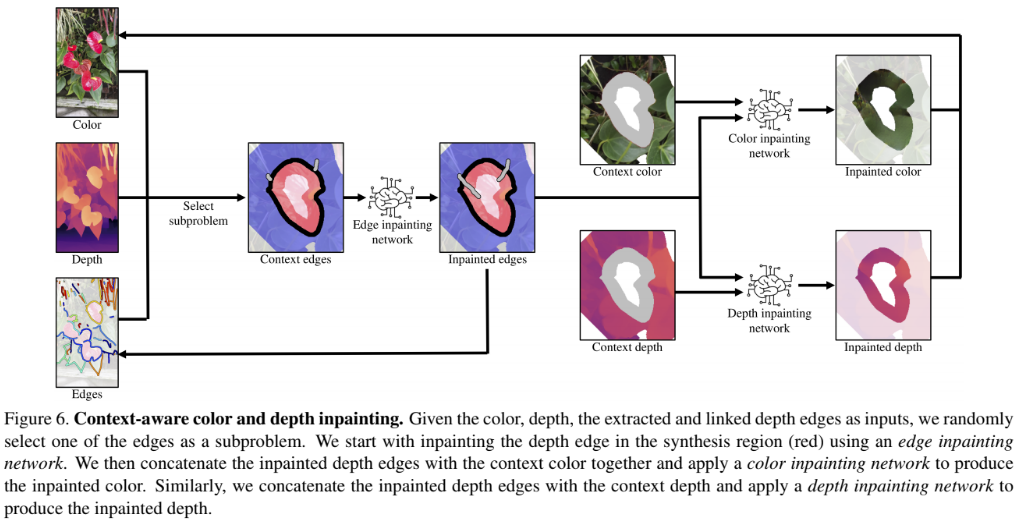 Color
Depth
Edges
Select
subproblem
Context edges
Edge inpainting
network
Inpainted edges
Context color
Color inpainting
network
Inpainted color
Context depth
Depth inpainting
network
Inpainted depth
Figure 6. Context-aware color and depth inpainting. Given the color, depth, the extracted and linked depth edges as inputs, we randomly
select one of the edges as a subproblem. We start with inpainting the depth edge in the synthesis region (red) using an edge inpainting
network. We then concatenate the inpainted depth edges with the context color together and apply a color inpainting network to produce
the inpainted color. Similarly, we concatenate the inpainted depth edges with the context depth and apply a depth inpainting network to
produce the inpainted depth.